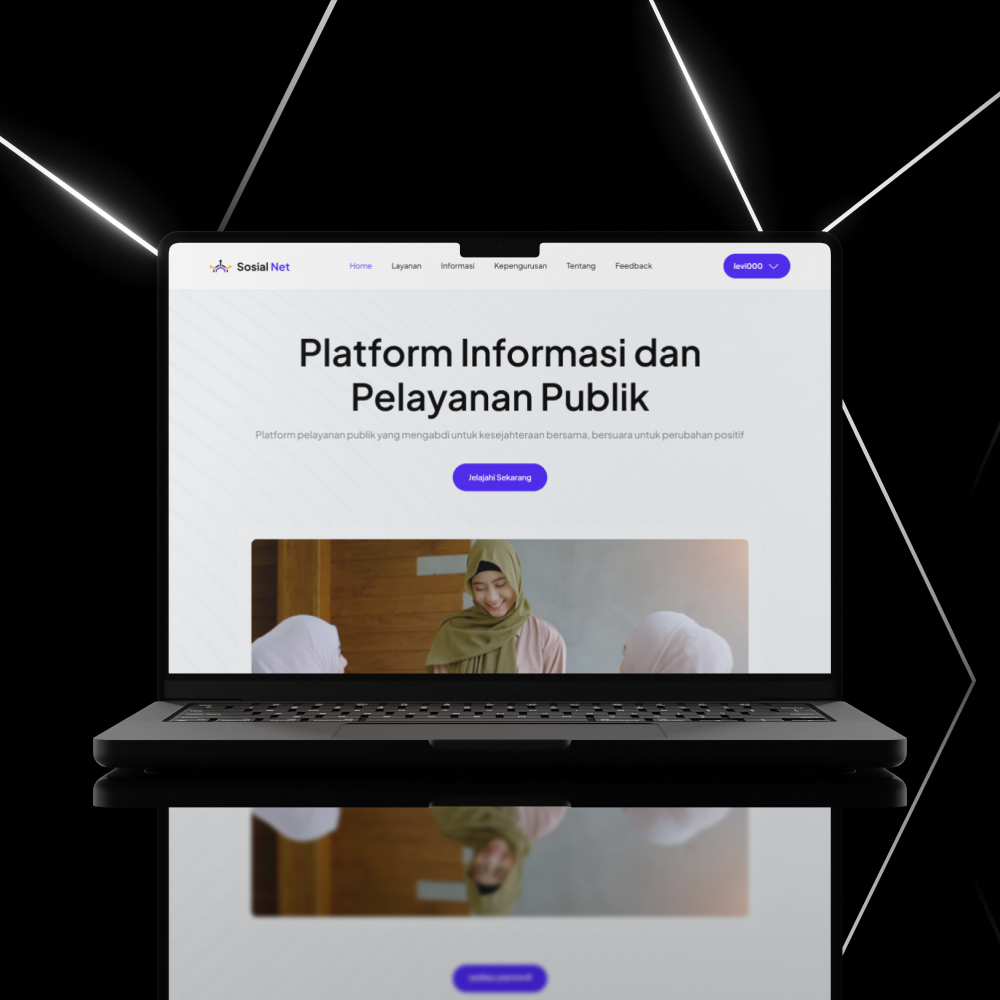 Sosial Net
Home Layanan Informasi Kepengurusan Tentang Feedback
levi000
Platform Informasi dan
Pelayanan Publik
Platform pelayanan publik yang mengabdi untuk kesejahteraan bersama, bersuara untuk perubahan positif
Jelajahi Sekarang